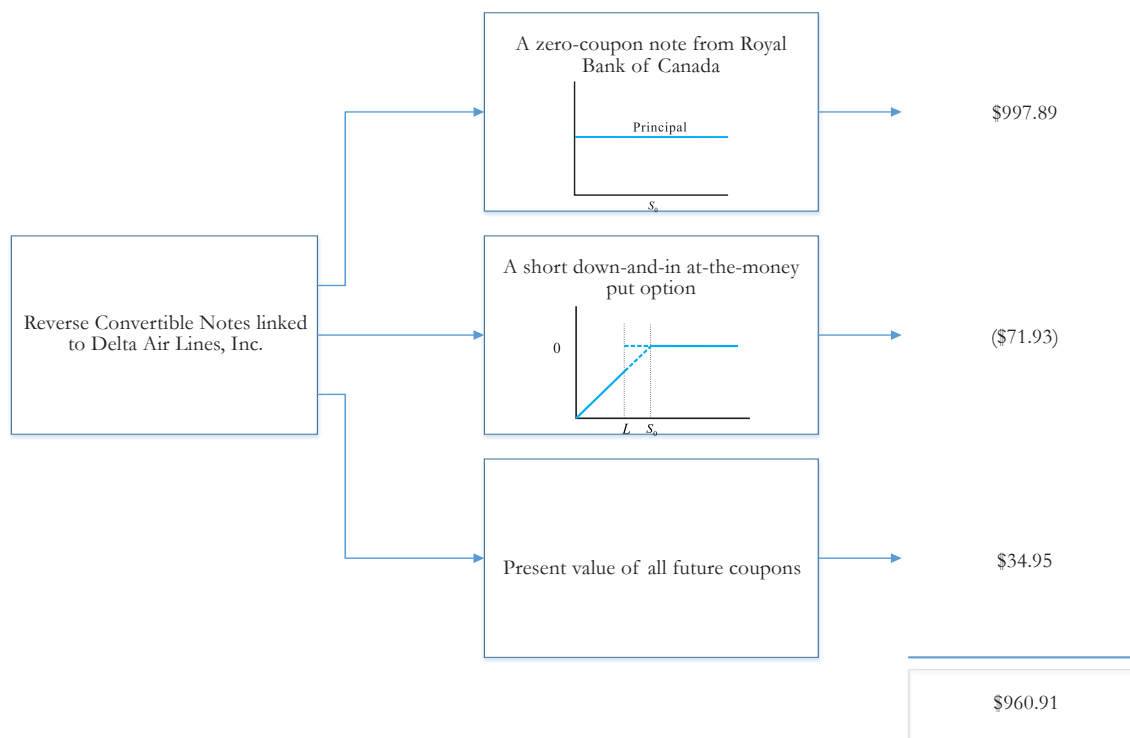 A zero-coupon note from Royal
Bank of Canada
Principal
S₀
$997.89
Reverse Convertible Notes linked
to Delta Air Lines, Inc.
A short down-and-in at-the-money
put option
0
L S₀
($71.93)
Present value of all future coupons
$34.95
$960.91